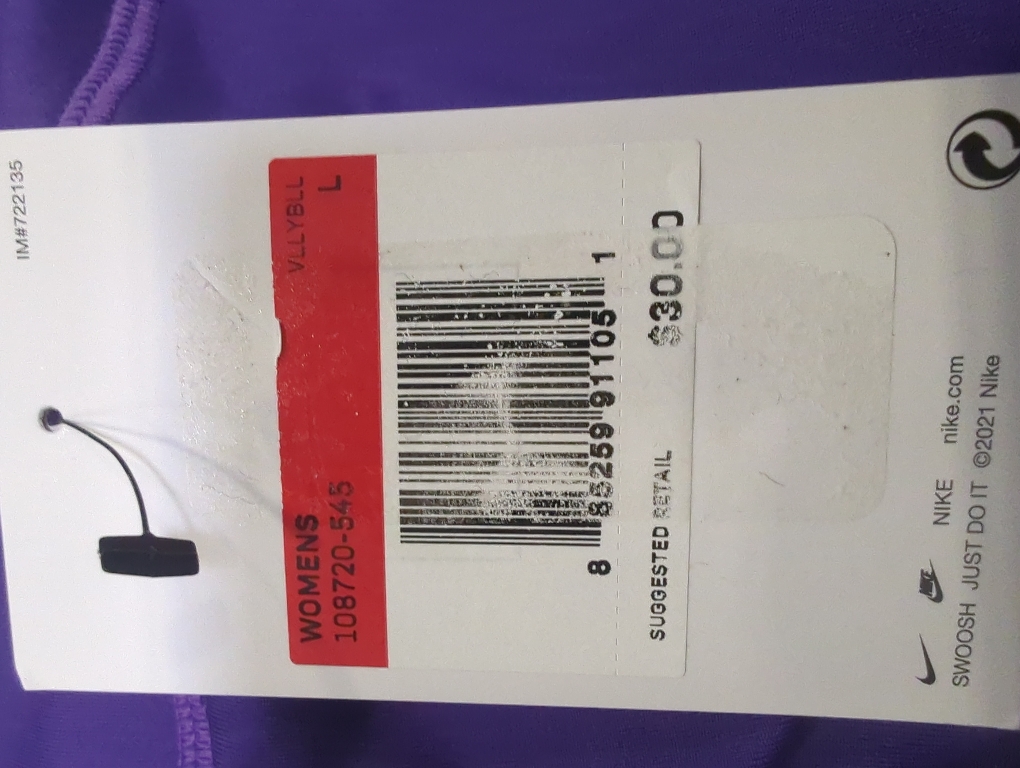 IM#722135
WOMENS VLLYBLL
108720-545 L
8 85259 91105 1
SUGGESTED RETAIL $30.00
NIKE NIKE nike.com
SWOOSH JUST DO IT ©2021 Nike